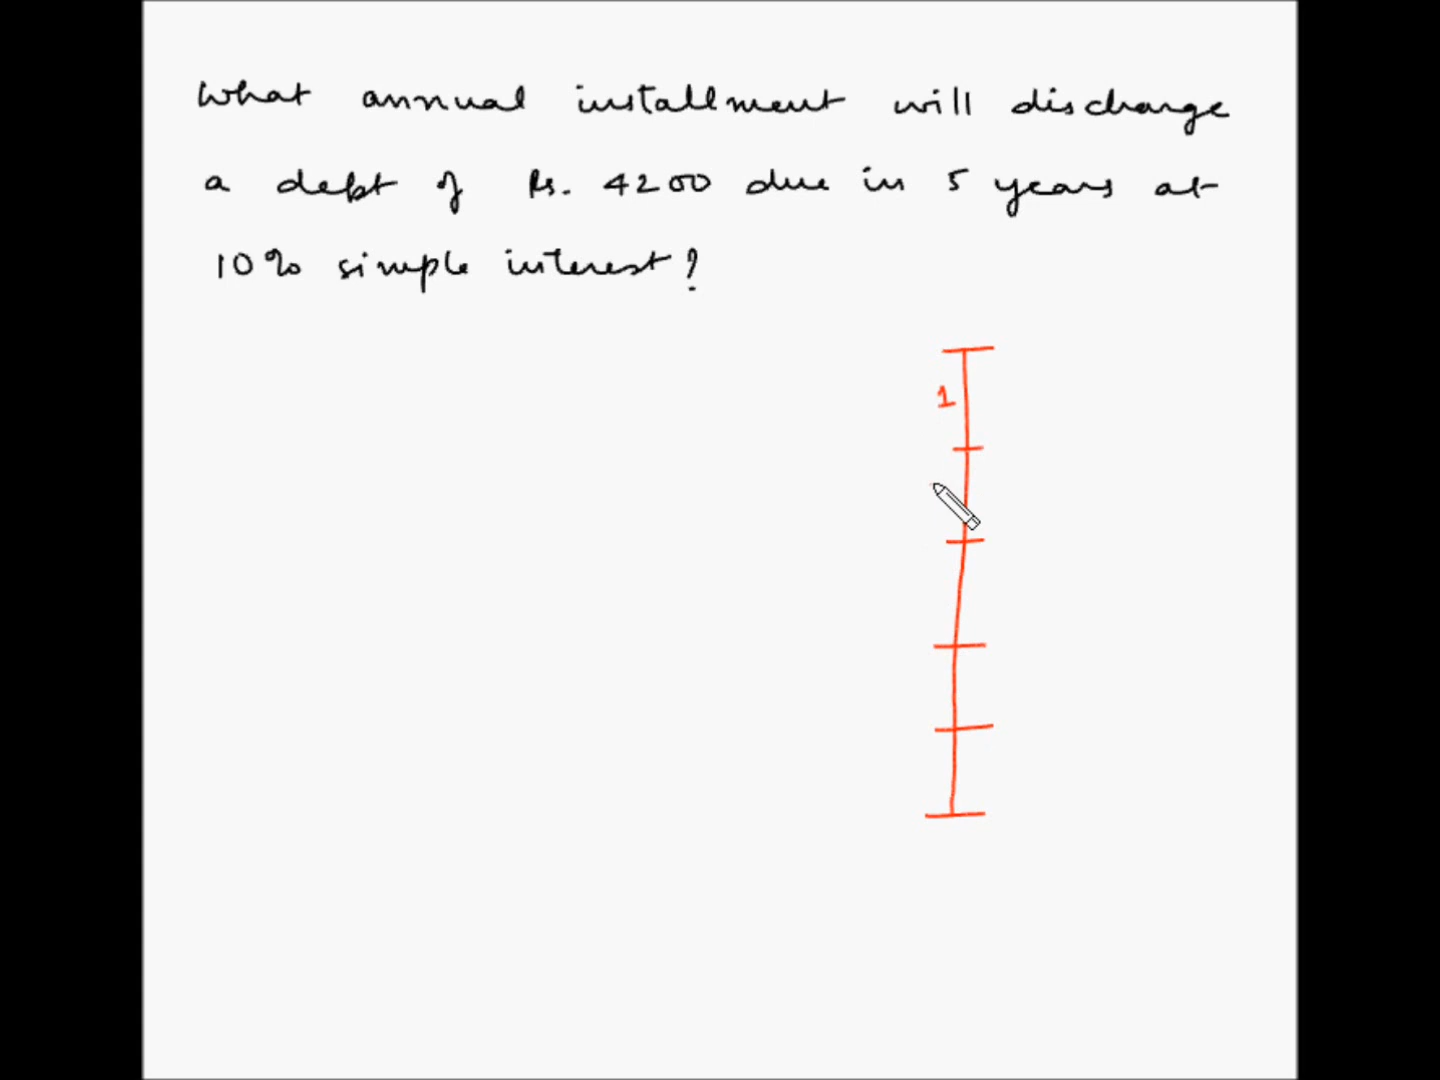 What annual installment will discharge
a debt of Rs. 4200 due in 5 years at
10% simple interest?
1